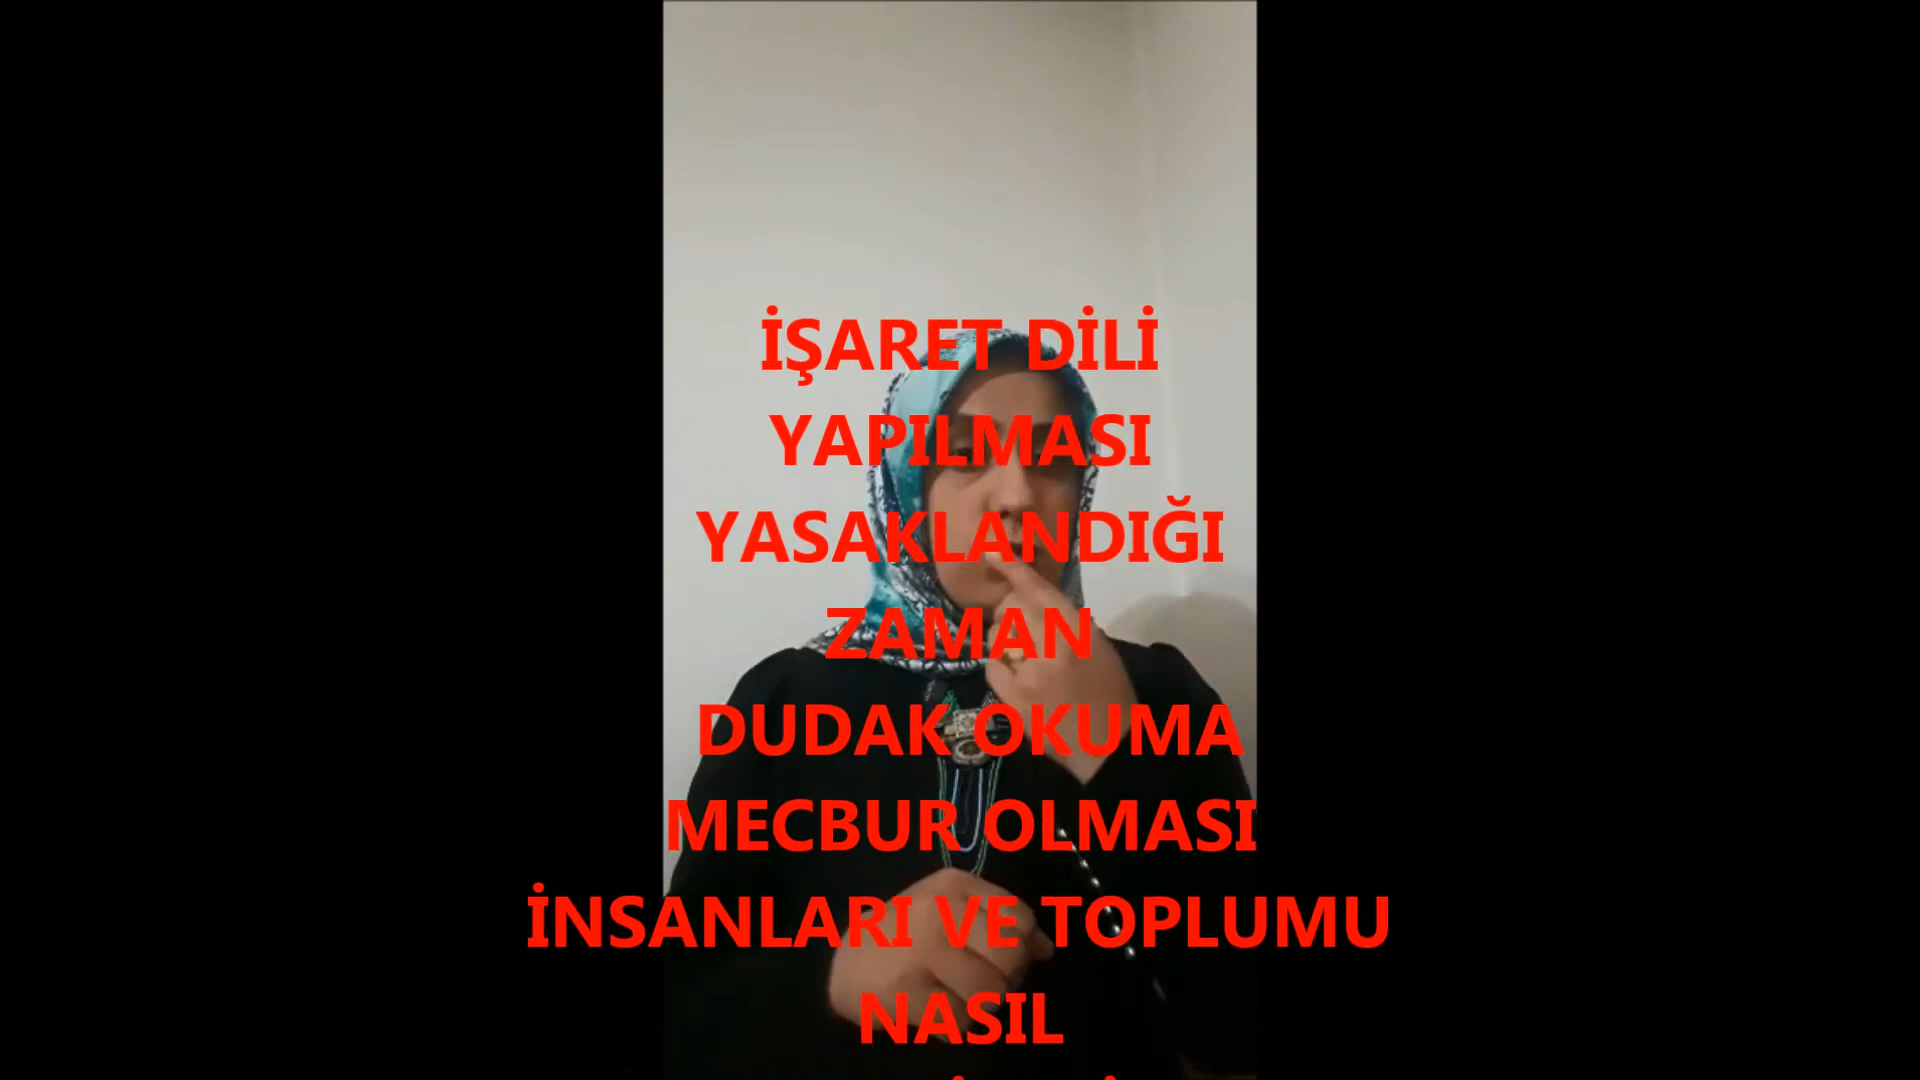 İŞARET DİLİ
YAPILMASI
YASAKLANDIĞI
ZAMAN
DUDAK OKUMA
MECBUR OLMASI
İNSANLARI VE TOPLUMU
NASIL